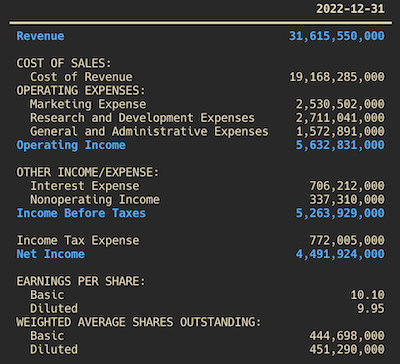 2022-12-31
Revenue 31,615,550,000
COST OF SALES:
Cost of Revenue 19,168,285,000
OPERATING EXPENSES:
Marketing Expense 2,530,502,000
Research and Development Expenses 2,711,041,000
General and Administrative Expenses 1,572,891,000
Operating Income 5,632,831,000
OTHER INCOME/EXPENSE:
Interest Expense 706,212,000
Nonoperating Income 337,310,000
Income Before Taxes 5,263,929,000
Income Tax Expense 772,005,000
Net Income 4,491,924,000
EARNINGS PER SHARE:
Basic 10.10
Diluted 9.95
WEIGHTED AVERAGE SHARES OUTSTANDING:
Basic 444,698,000
Diluted 451,290,000